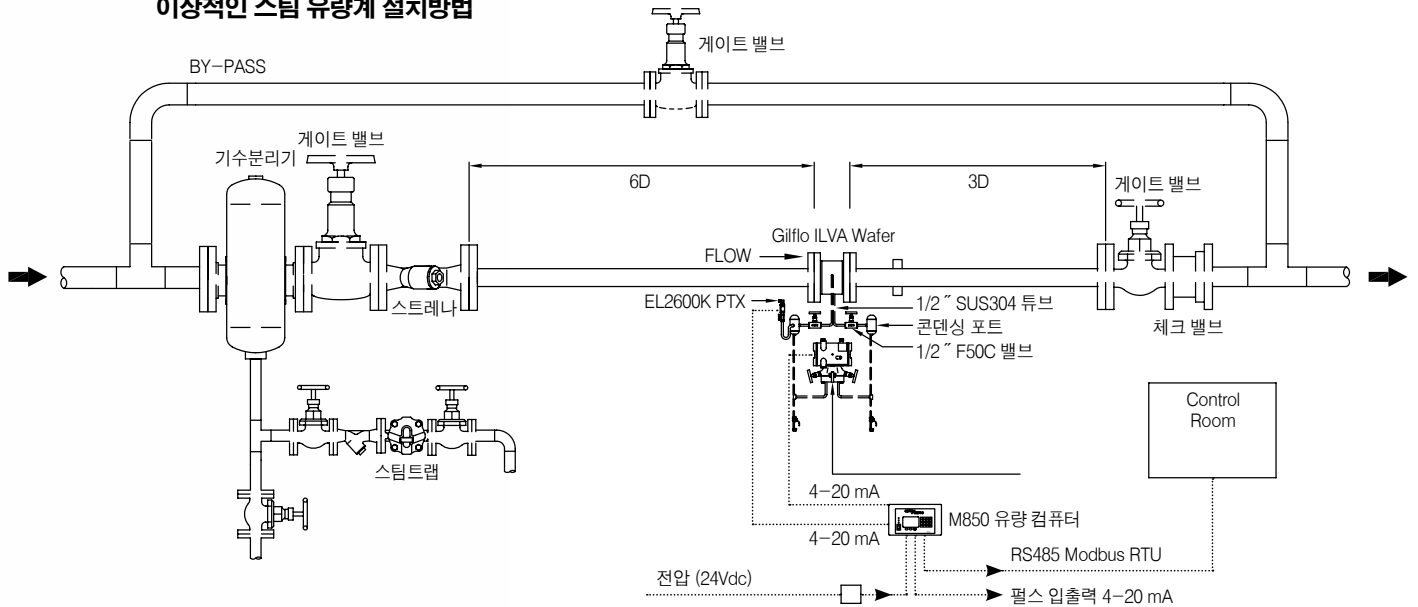 이상적인 스팀 유량계 설치방법
게이트 밸브
BY-PASS
게이트 밸브
기수분리기
6D
3D
게이트 밸브
Gilflo ILVA Wafer
FLOW
EL2600K PTX
스트레나
1/2 ˝ SUS304 튜브
콘덴싱 포트
1/2 ˝ F50C 밸브
체크 밸브
Control
Room
스팀트랩
4-20 mA
M850 유량 컴퓨터
4-20 mA
RS485 Modbus RTU
전압 (24Vdc)
펄스 입출력 4-20 mA